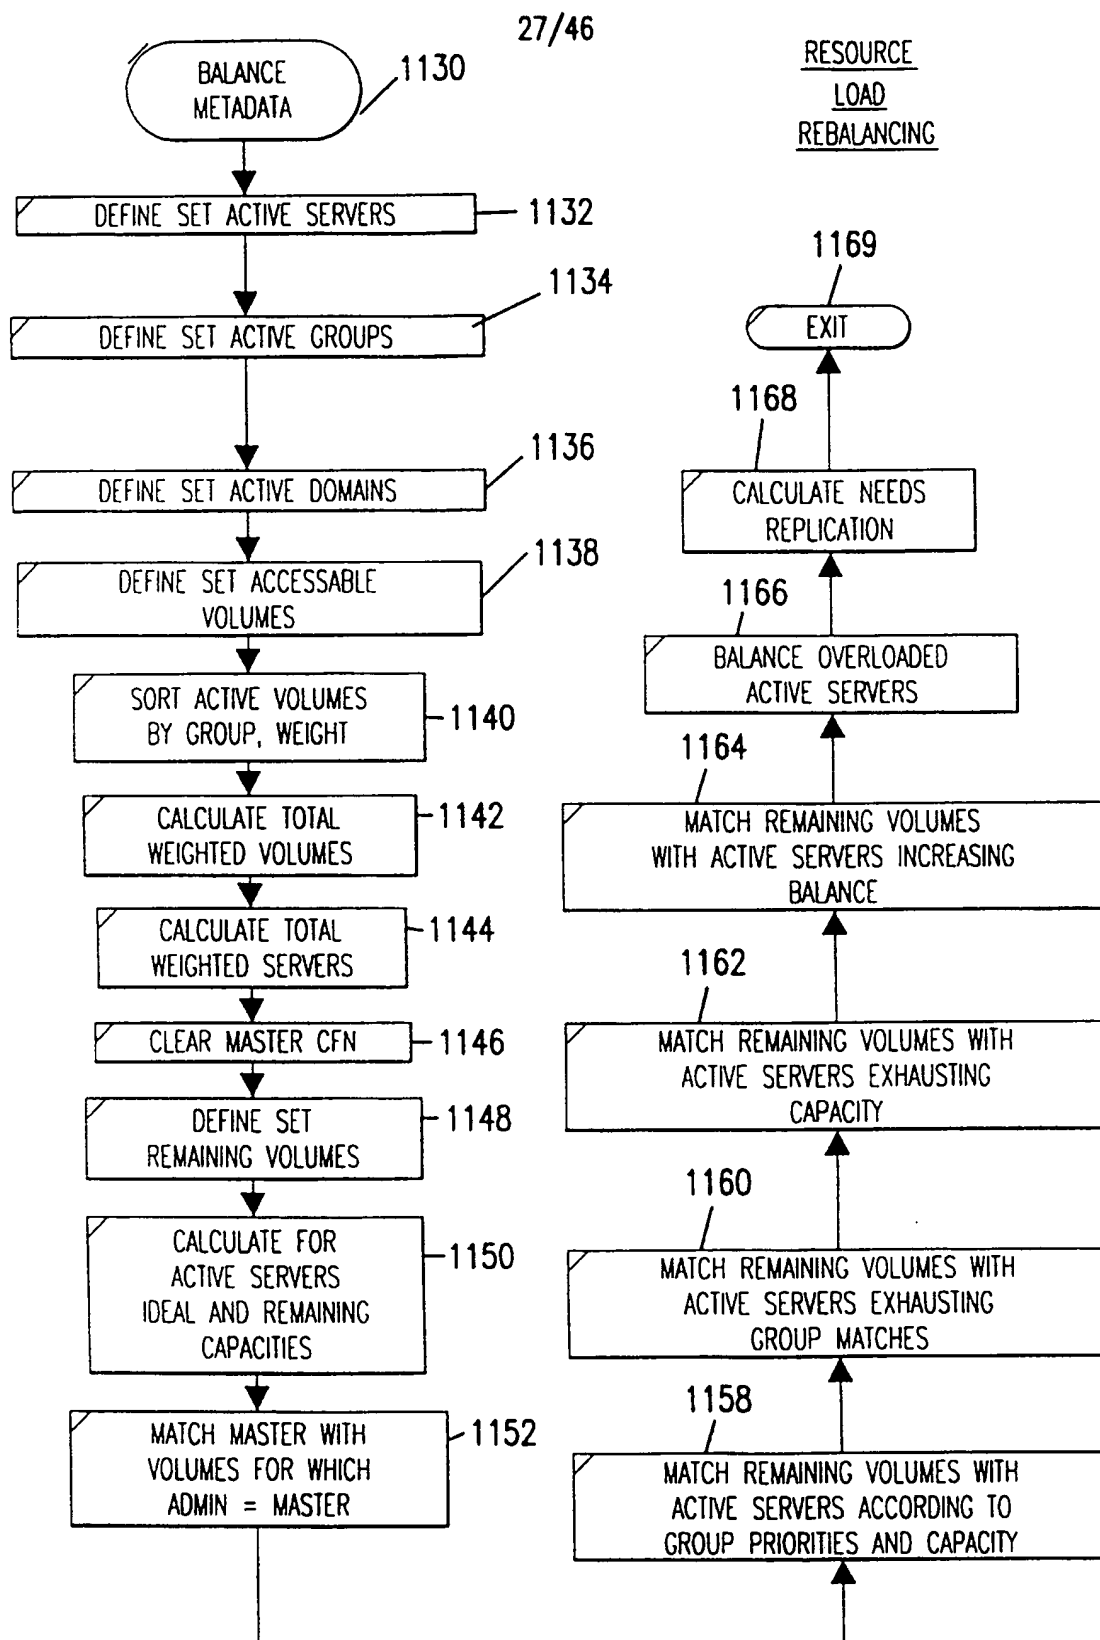 27/46
RESOURCE
LOAD
REBALANCING
BALANCE
METADATA
1130
DEFINE SET ACTIVE SERVERS
1132
DEFINE SET ACTIVE GROUPS
1134
DEFINE SET ACTIVE DOMAINS
1136
DEFINE SET ACCESSABLE
VOLUMES
1138
SORT ACTIVE VOLUMES
BY GROUP, WEIGHT
1140
CALCULATE TOTAL
WEIGHTED VOLUMES
1142
CALCULATE TOTAL
WEIGHTED SERVERS
1144
CLEAR MASTER CFN
1146
DEFINE SET
REMAINING VOLUMES
1148
CALCULATE FOR
ACTIVE SERVERS
IDEAL AND REMAINING
CAPACITIES
1150
MATCH MASTER WITH
VOLUMES FOR WHICH
ADMIN = MASTER
1152
1169
EXIT
1168
CALCULATE NEEDS
REPLICATION
1166
BALANCE OVERLOADED
ACTIVE SERVERS
1164
MATCH REMAINING VOLUMES
WITH ACTIVE SERVERS INCREASING
BALANCE
1162
MATCH REMAINING VOLUMES WITH
ACTIVE SERVERS EXHAUSTING
CAPACITY
1160
MATCH REMAINING VOLUMES WITH
ACTIVE SERVERS EXHAUSTING
GROUP MATCHES
1158
MATCH REMAINING VOLUMES WITH
ACTIVE SERVERS ACCORDING TO
GROUP PRIORITIES AND CAPACITY